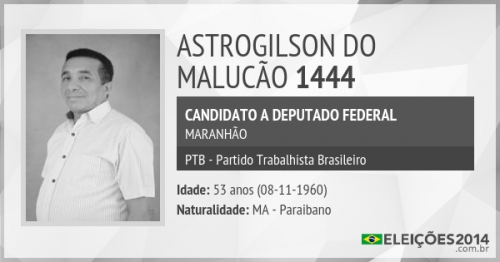 ASTROGILSON DO
MALUCÃO 1444
CANDIDATO A DEPUTADO FEDERAL
MARANHÃO
PTB - Partido Trabalhista Brasileiro
Idade: 53 anos (08-11-1960)
Naturalidade: MA - Paraibano
ELEIÇÕES2014
.com.br